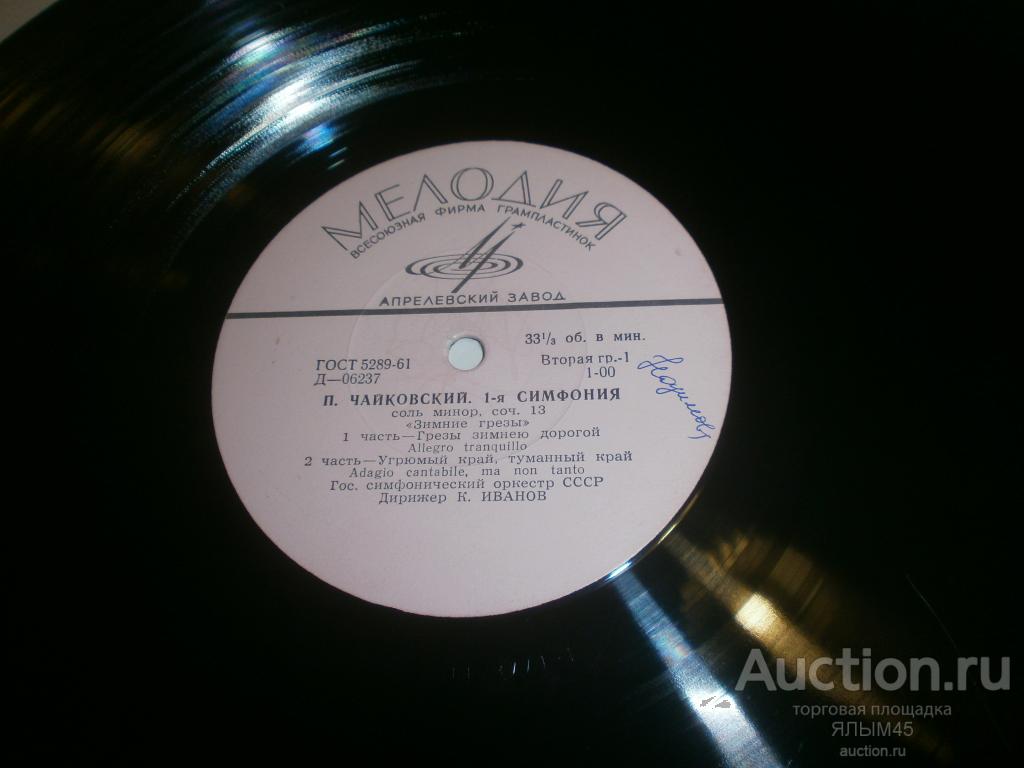 МЕЛОДИЯ
ВСЕСОЮЗНАЯ ФИРМА ГРАМПЛАСТИНОК
АПРЕЛЕВСКИЙ ЗАВОД
33⅓ об. в мин.
ГОСТ 5289-61
Вторая гр.-1
Д—06237
1-00
П. ЧАЙКОВСКИЙ. 1-я СИМФОНИЯ
соль минор, соч. 13
«Зимние грезы»
1 часть—Грезы зимнею дорогой
Allegro tranquillo
2 часть—Угрюмый край, туманный край
Adagio cantabile, ma non tanto
Гос. симфонический оркестр СССР
Дирижер К. ИВАНОВ
Auction.ru
торговая площадка
ЯЛЫМ45
auction.ru